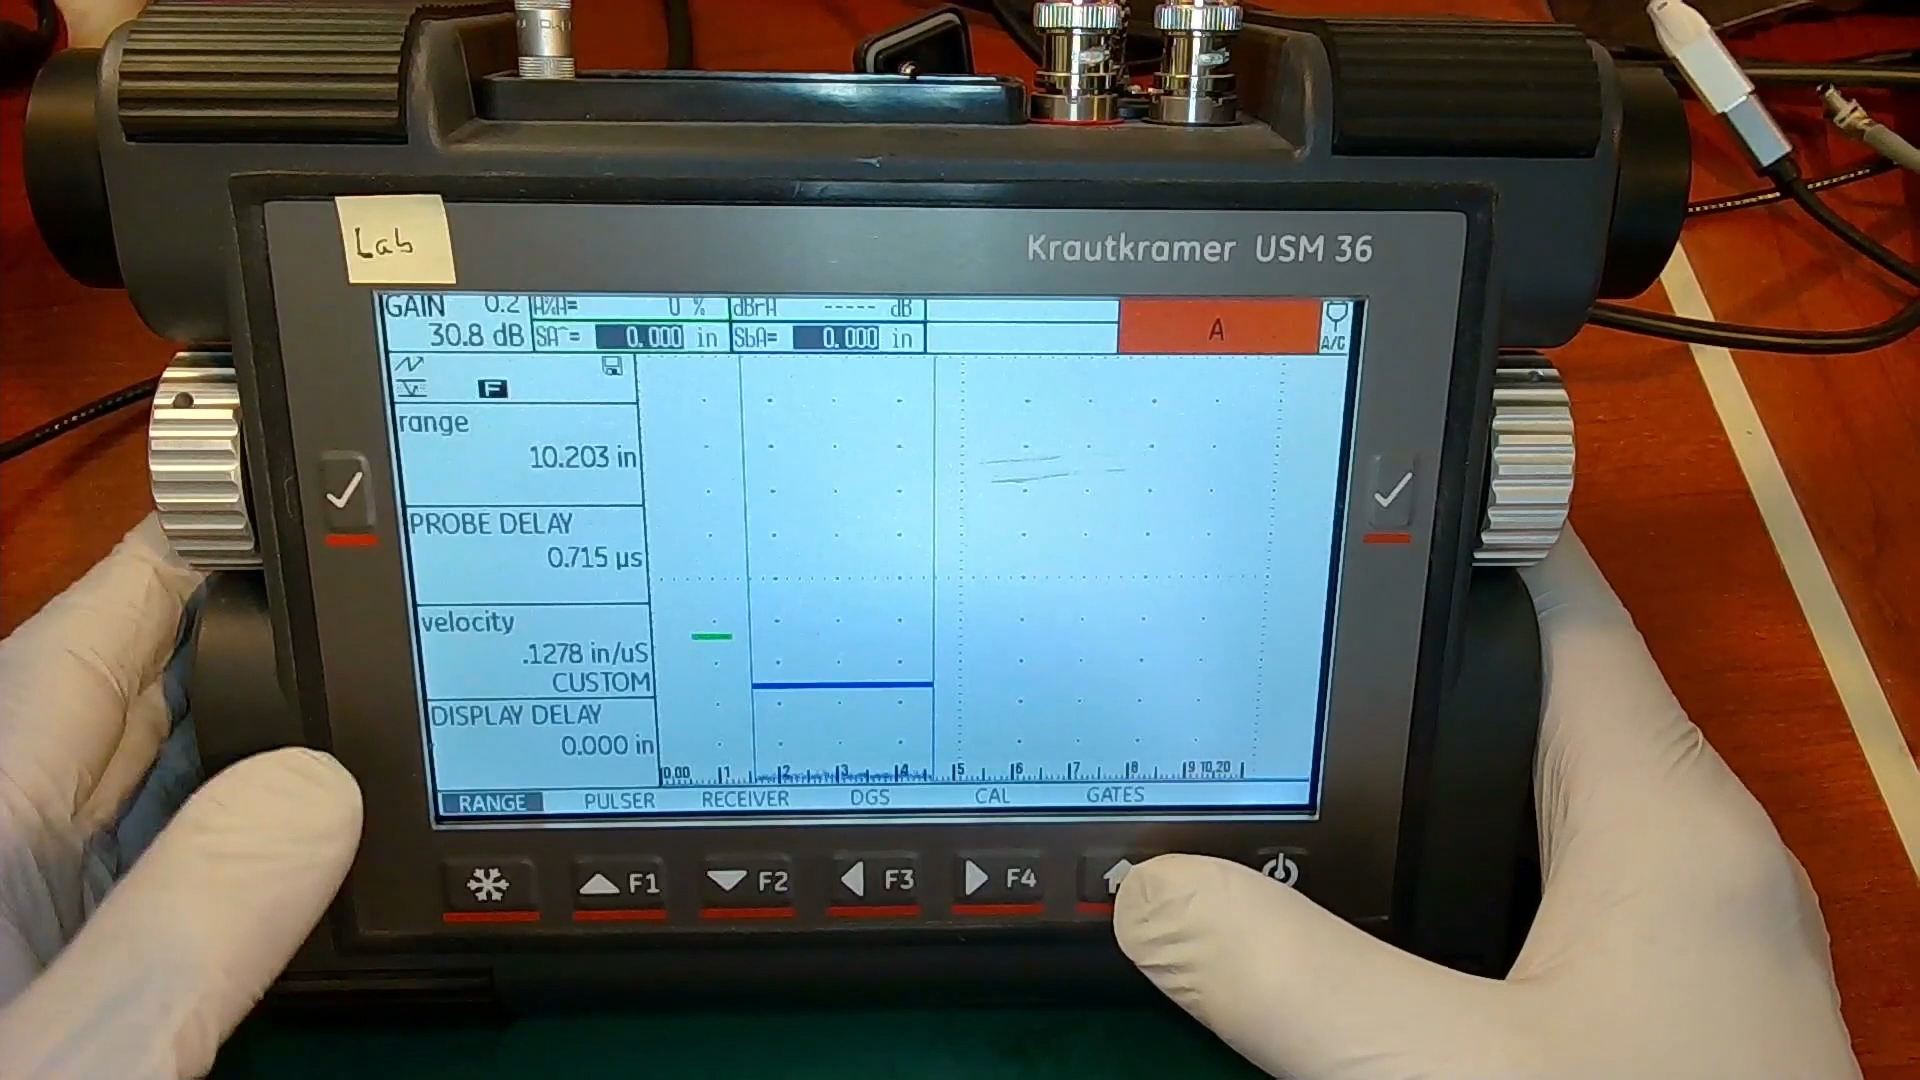 Lab
Krautkramer USM 36
GAIN 0.2 A%A= 0 % dBrA ----- dB
30.8 dB SA^= 0.000 in SbA= 0.000 in A A/C
F
range
10.203 in
PROBE DELAY
0.715 µs
velocity
.1278 in/uS
CUSTOM
DISPLAY DELAY
0.000 in
0.00 1 2 3 4 5 6 7 8 9 10.20
RANGE PULSER RECEIVER DGS CAL GATES
F1 F2 F3 F4